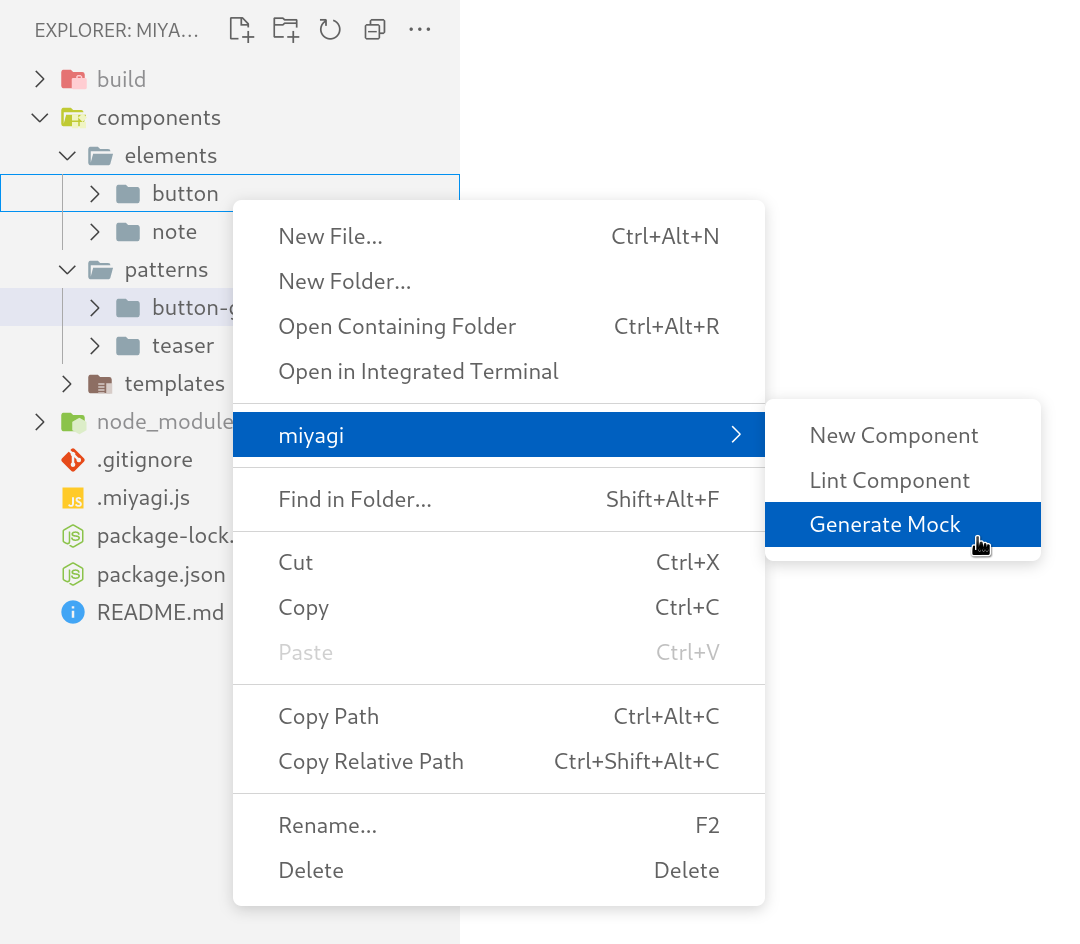 EXPLORER: MIYA...
build
components
elements
button
note
patterns
button-
teaser
templates
node_module
.gitignore
.miyagi.js
JS
package-lock.
package.json
README.md
New File... Ctrl+Alt+N
New Folder...
Open Containing Folder Ctrl+Alt+R
Open in Integrated Terminal
miyagi
Find in Folder... Shift+Alt+F
Cut Ctrl+X
Copy Ctrl+C
Paste Ctrl+V
Copy Path Ctrl+Alt+C
Copy Relative Path Ctrl+Shift+Alt+C
Rename... F2
Delete Delete
New Component
Lint Component
Generate Mock